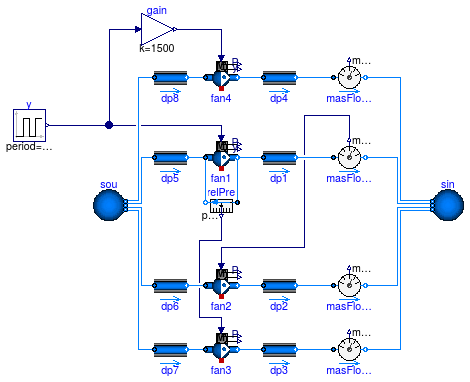 gain
k=1500
m...
P
dp8
fan4
dp4
masFlo...
y
period=...
m...
P
dp5
fan1
dp1
masFlo...
sou
sin
relPre
p...
m...
P
dp6
fan2
dp2
masFlo...
m...
P
dp7
fan3
dp3
masFlo...